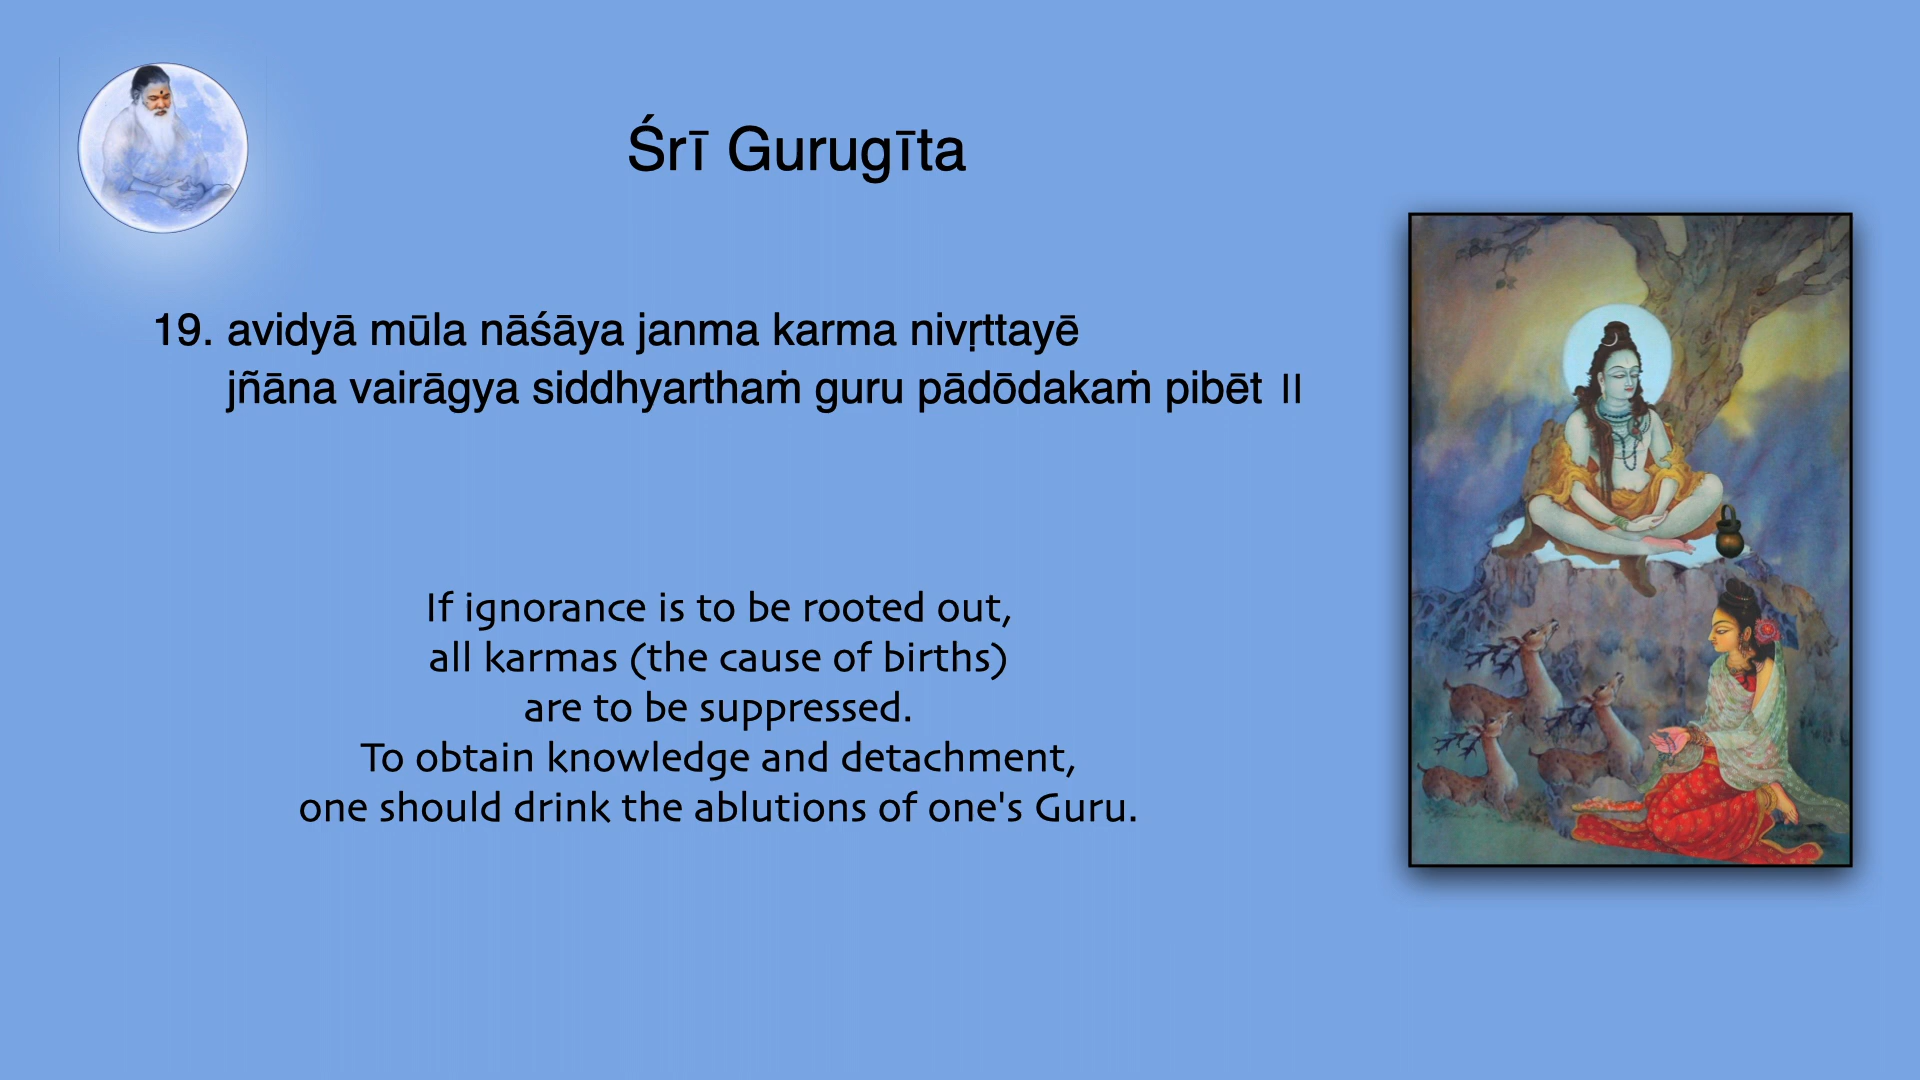 Śrī Gurugīta
19. avidyā mūla nāśāya janma karma nivṛttayē
jñāna vairāgya siddhyarthaṁ guru pādōdakaṁ pibēt ||
If ignorance is to be rooted out,
all karmas (the cause of births)
are to be suppressed.
To obtain knowledge and detachment,
one should drink the ablutions of one's Guru.